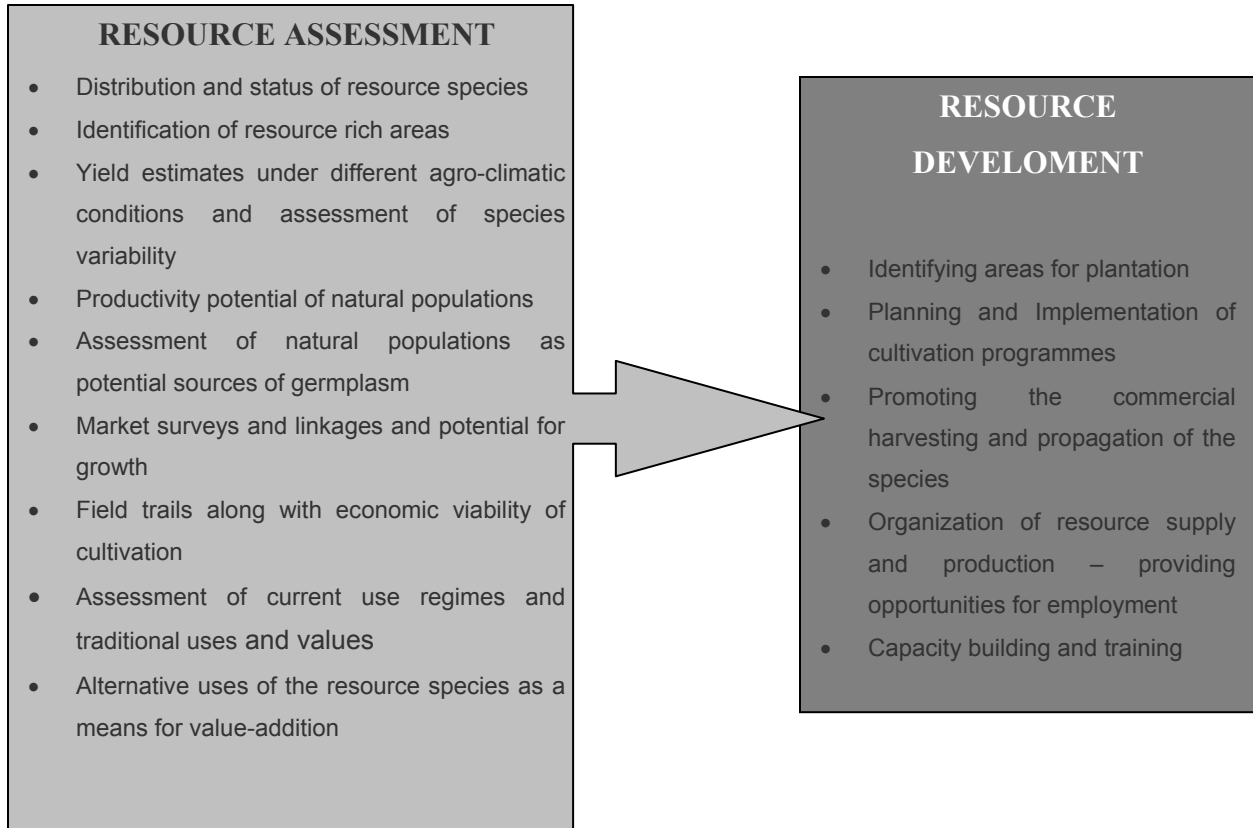 RESOURCE ASSESSMENT
• Distribution and status of resource species
• Identification of resource rich areas
• Yield estimates under different agro-climatic
conditions and assessment of species
variability
• Productivity potential of natural populations
• Assessment of natural populations as
potential sources of germplasm
• Market surveys and linkages and potential for
growth
• Field trails along with economic viability of
cultivation
• Assessment of current use regimes and
traditional uses and values
• Alternative uses of the resource species as a
means for value-addition
RESOURCE
DEVELOMENT
• Identifying areas for plantation
• Planning and Implementation of
cultivation programmes
• Promoting the commercial
harvesting and propagation of the
species
• Organization of resource supply
and production – providing
opportunities for employment
• Capacity building and training